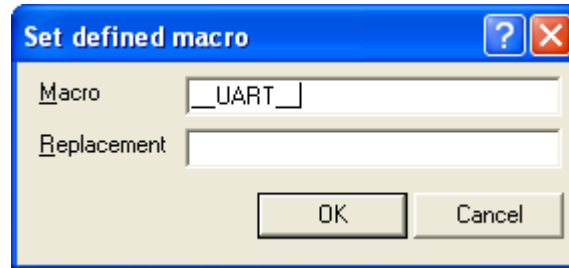 Set defined macro
Macro __UART__
Replacement
OK Cancel